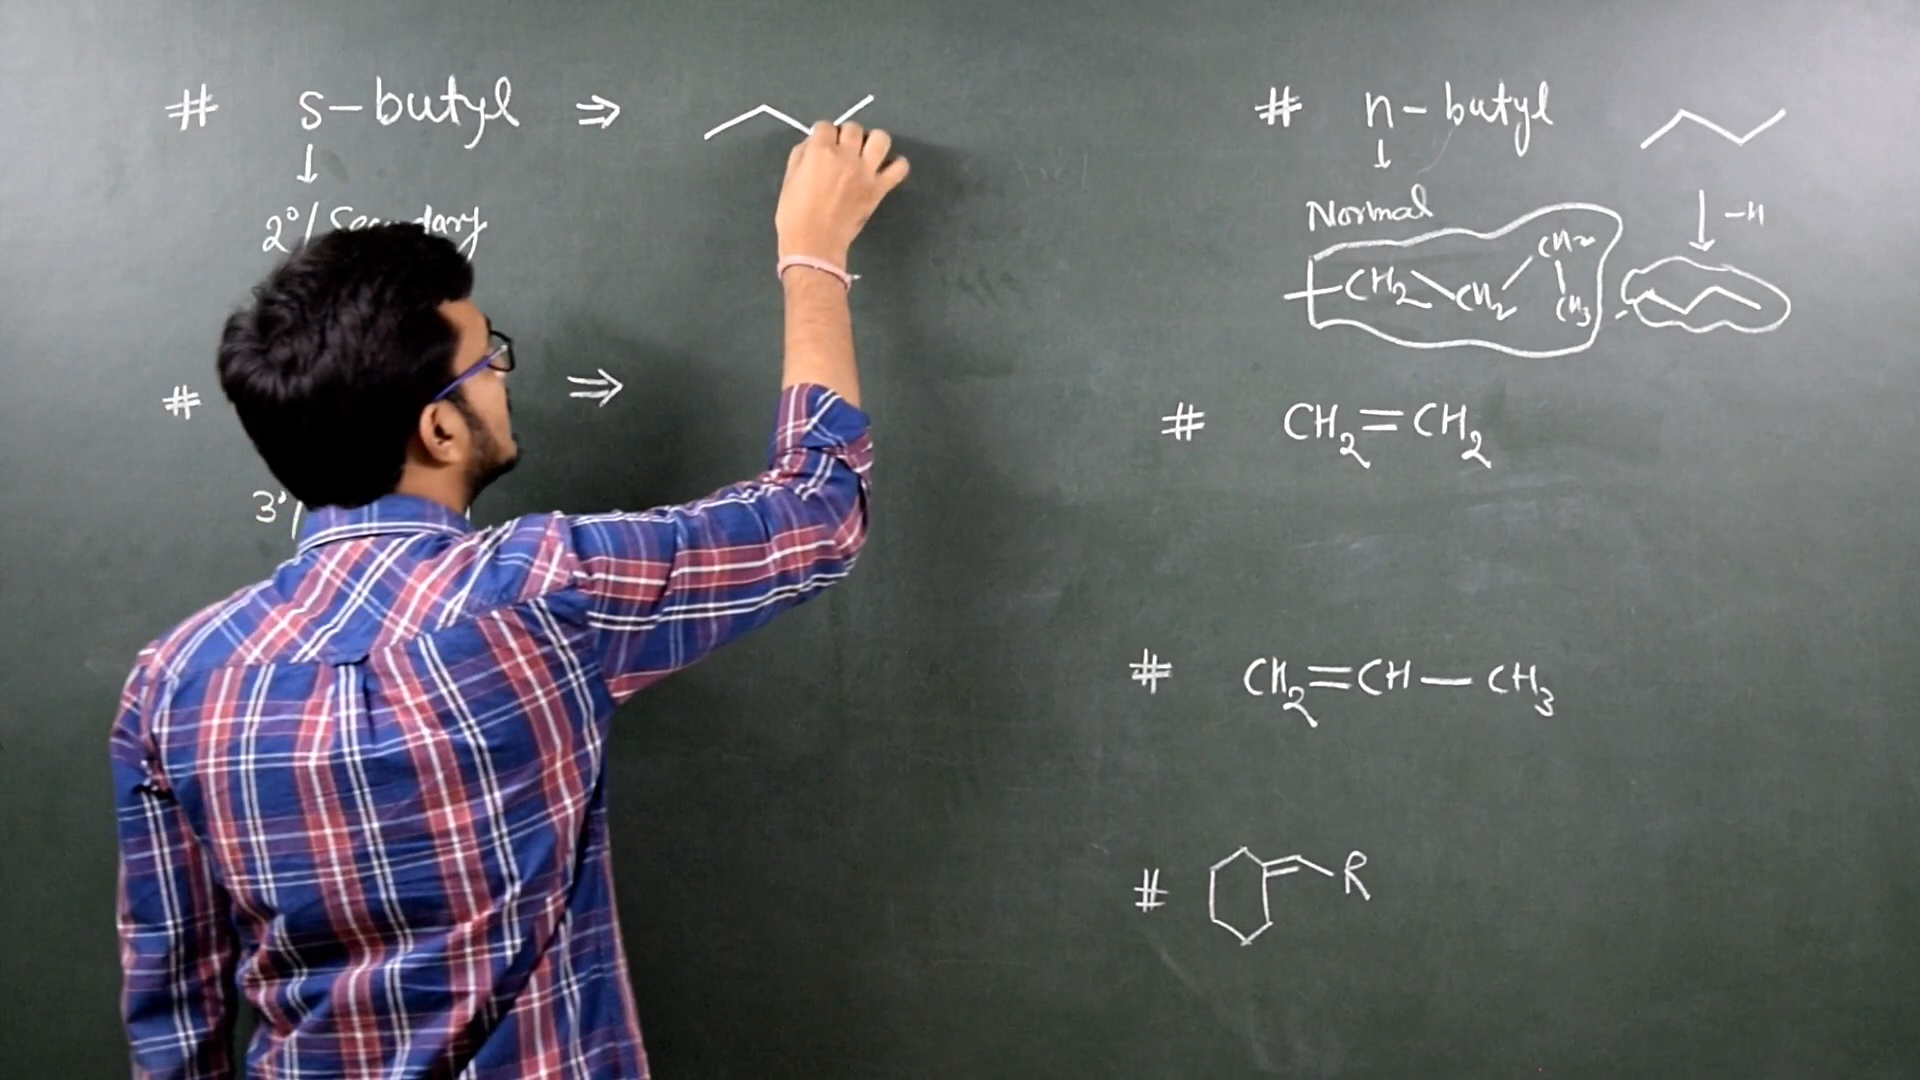 # s-butyl ⇒
↓
2°/ Secondary
# ⇒
3°/
# n-butyl
↓
Normal
-H
CH2 CH2 CH2 CH3
# CH2=CH2
# CH2=CH-CH3
# R